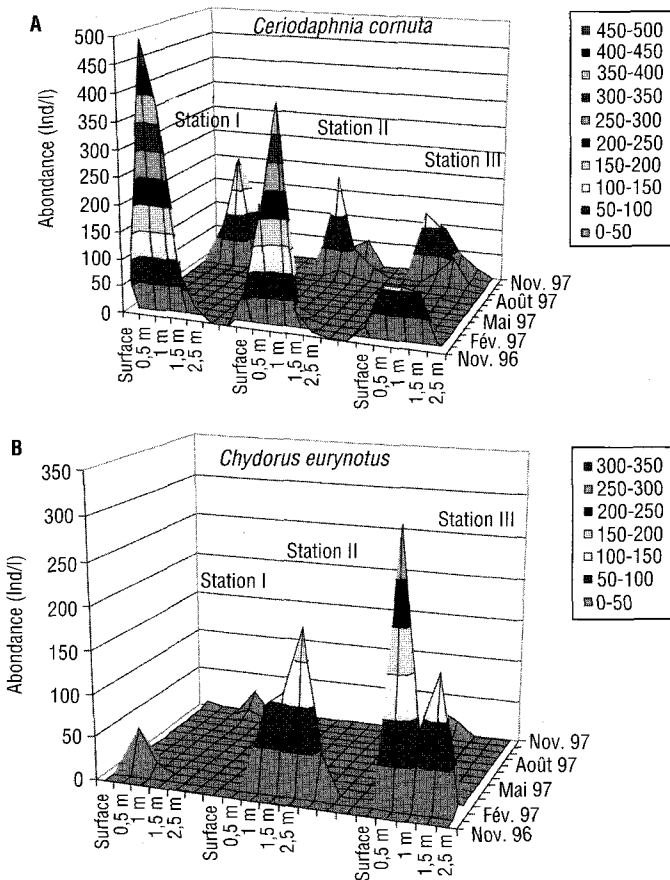 A
Ceriodaphnia cornuta
Abondance (Ind/l)
500
450
400
350
300
250
200
150
100
50
0
Station I
Station II
Station III
Surface
0,5 m
1 m
1,5 m
2,5 m
Surface
0,5 m
1 m
1,5 m
2,5 m
Surface
0,5 m
1 m
1,5 m
2,5 m
Nov. 97
Août 97
Mai 97
Fév. 97
Nov. 96
450-500
400-450
350-400
300-350
250-300
200-250
150-200
100-150
50-100
0-50
B
Chydorus eurynotus
Abondance (Ind/l)
350
300
250
200
150
100
50
0
Station I
Station II
Station III
Surface
0,5 m
1 m
1,5 m
2,5 m
Surface
0,5 m
1 m
1,5 m
2,5 m
Surface
0,5 m
1 m
1,5 m
2,5 m
Nov. 97
Août 97
Mai 97
Fév. 97
Nov. 96
300-350
250-300
200-250
150-200
100-150
50-100
0-50